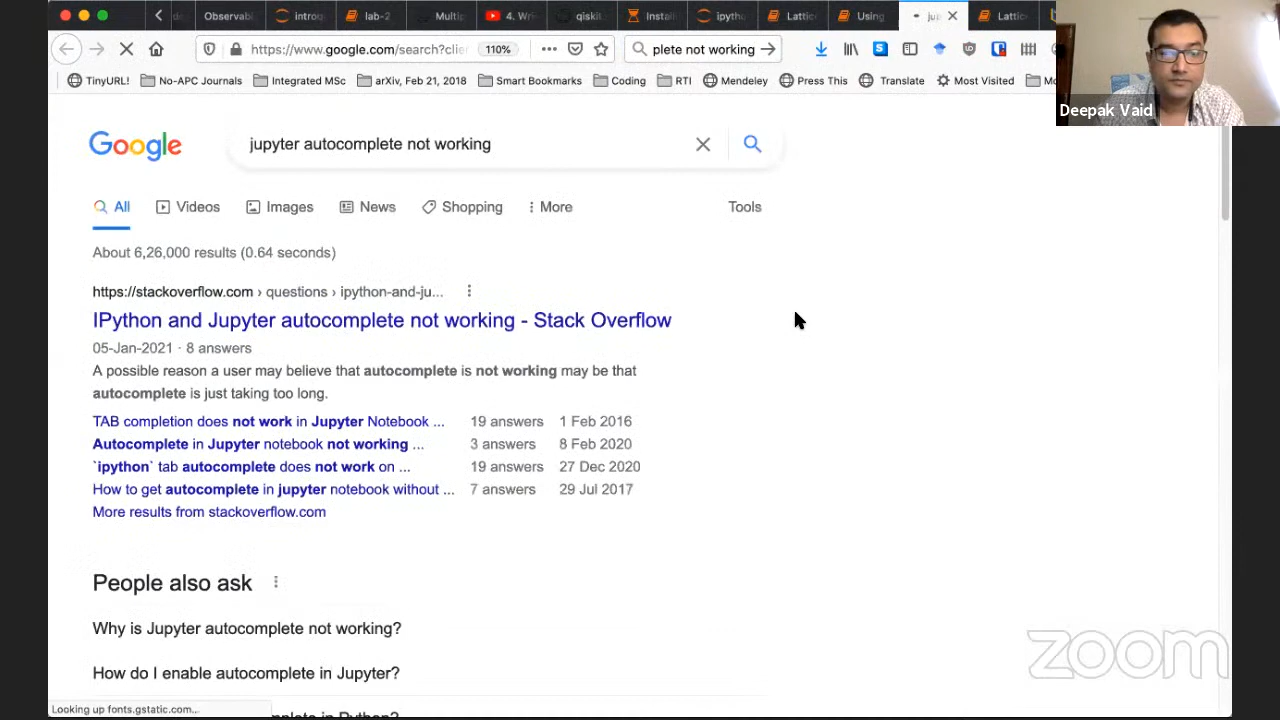 Observabi
intro
lab-2
Multip
4. Wr
qiskit
Install
ipyth
Lattic
Using
ju
Lattic
https://www.google.com/search?clie
110%
plete not working
TinyURL!
No-APC Journals
Integrated MSc
arXiv, Feb 21, 2018
Smart Bookmarks
Coding
RTI
Mendeley
Press This
Translate
Most Visited
Mo
Deepak Vaid
Google
jupyter autocomplete not working
All
Videos
Images
News
Shopping
More
Tools
About 6,26,000 results (0.64 seconds)
https://stackoverflow.com › questions › ipython-and-ju...
IPython and Jupyter autocomplete not working - Stack Overflow
05-Jan-2021 · 8 answers
A possible reason a user may believe that autocomplete is not working may be that
autocomplete is just taking too long.
TAB completion does not work in Jupyter Notebook ... 19 answers 1 Feb 2016
Autocomplete in Jupyter notebook not working ... 3 answers 8 Feb 2020
`ipython` tab autocomplete does not work on ... 19 answers 27 Dec 2020
How to get autocomplete in jupyter notebook without ... 7 answers 29 Jul 2017
More results from stackoverflow.com
People also ask
Why is Jupyter autocomplete not working?
How do I enable autocomplete in Jupyter?
zoom
Looking up fonts.gstatic.com...